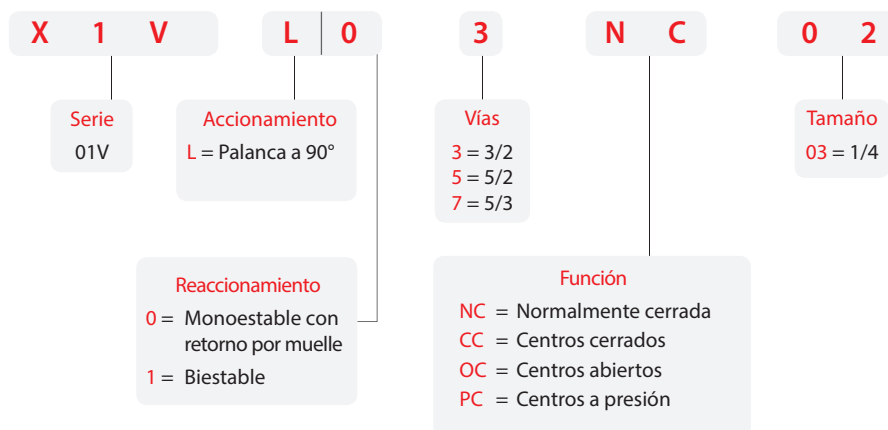 X 1 V L 0 3 N C 0 2
Serie
01V
Accionamiento
L = Palanca a 90°
Vías
3 = 3/2
5 = 5/2
7 = 5/3
Tamaño
03 = 1/4
Reaccionamiento
0 = Monoestable con
retorno por muelle
1 = Biestable
Función
NC = Normalmente cerrada
CC = Centros cerrados
OC = Centros abiertos
PC = Centros a presión